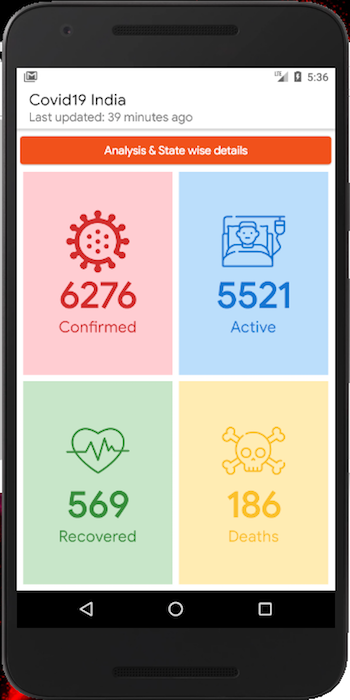 LTE 5:36
Covid19 India
Last updated: 39 minutes ago
Analysis & State wise details
6276
Confirmed
5521
Active
569
Recovered
186
Deaths